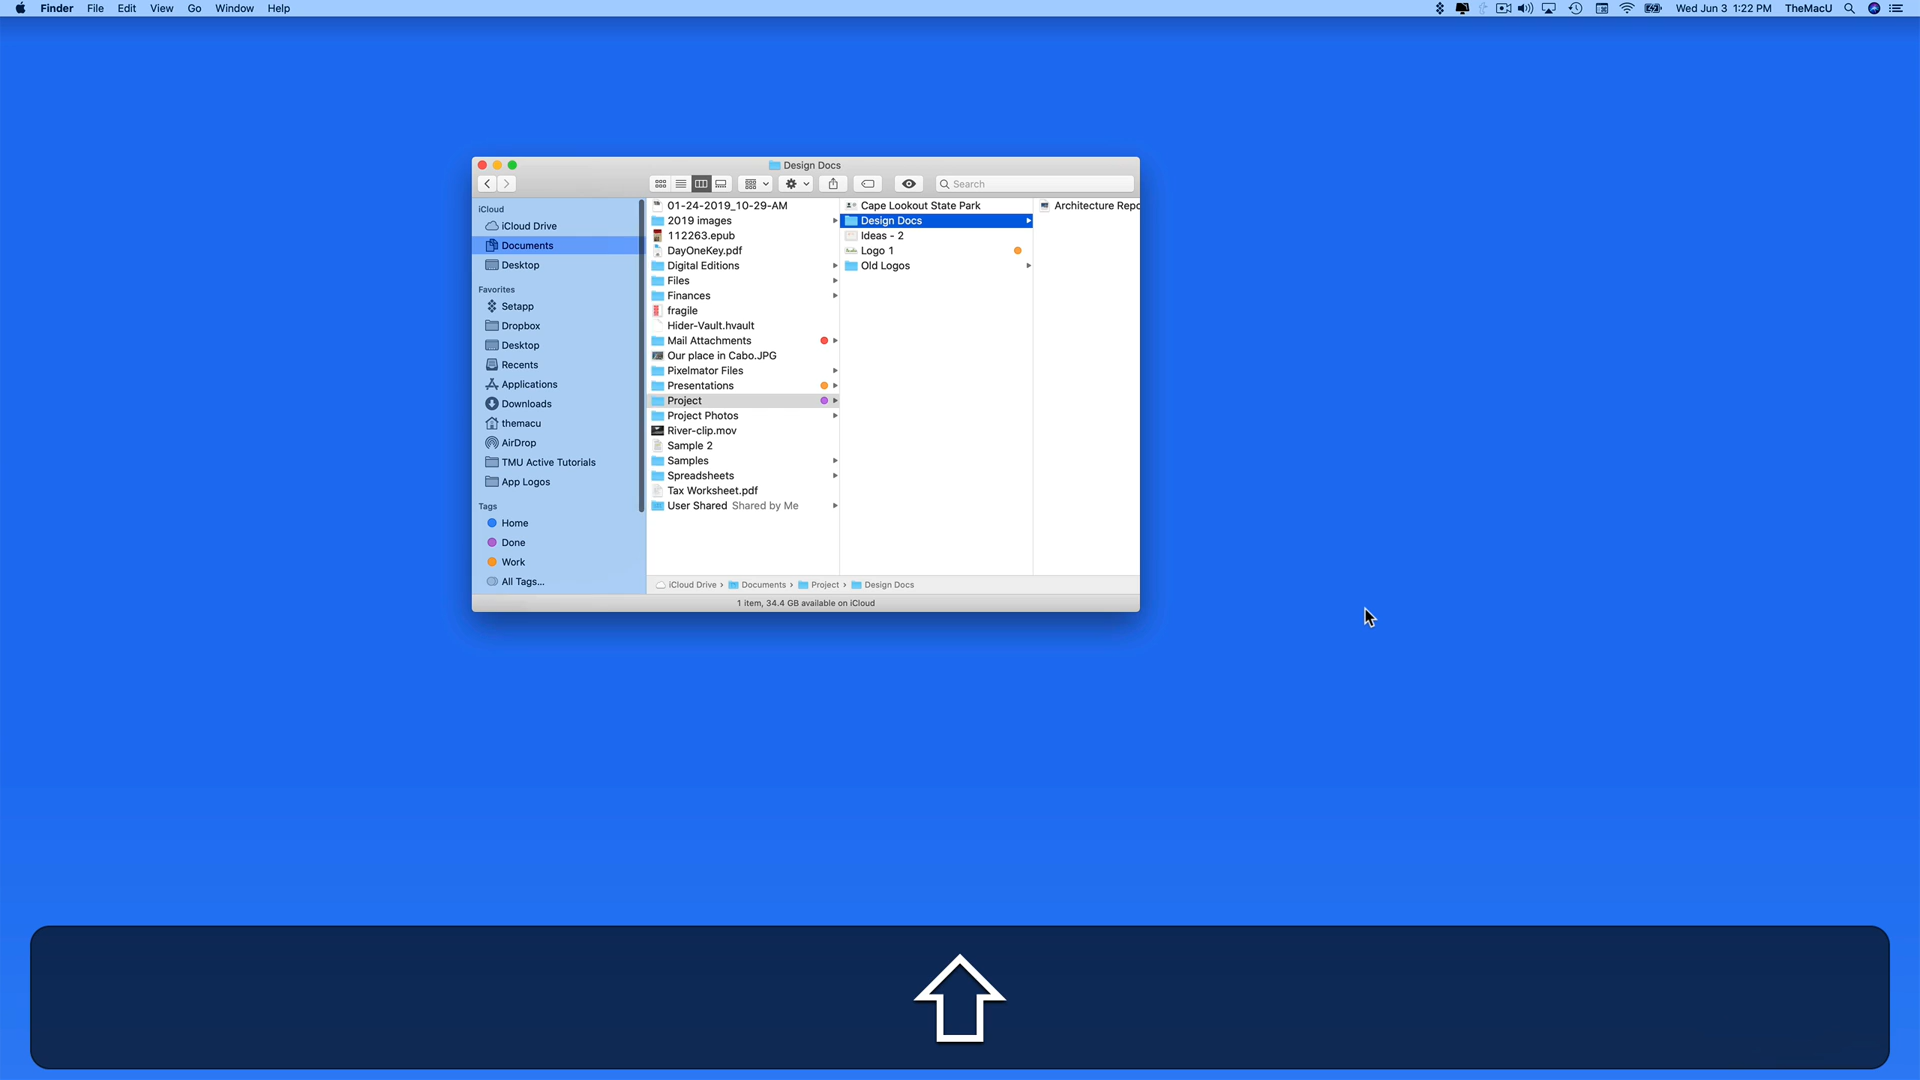 Finder File Edit View Go Window Help
Wed Jun 3 1:22 PM TheMacU
Design Docs
Search
iCloud
iCloud Drive
Documents
Desktop
Favorites
Setapp
Dropbox
Desktop
Recents
Applications
Downloads
themacu
AirDrop
TMU Active Tutorials
App Logos
Tags
Home
Done
Work
All Tags...
01-24-2019_10-29-AM
2019 images
112263.epub
DayOneKey.pdf
Digital Editions
Files
Finances
fragile
Hider-Vault.hvault
Mail Attachments
Our place in Cabo.JPG
Pixelmator Files
Presentations
Project
Project Photos
River-clip.mov
Sample 2
Samples
Spreadsheets
Tax Worksheet.pdf
User Shared Shared by Me
Cape Lookout State Park
Design Docs
Ideas - 2
Logo 1
Old Logos
Architecture Repo
iCloud Drive › Documents › Project › Design Docs
1 item, 34.4 GB available on iCloud